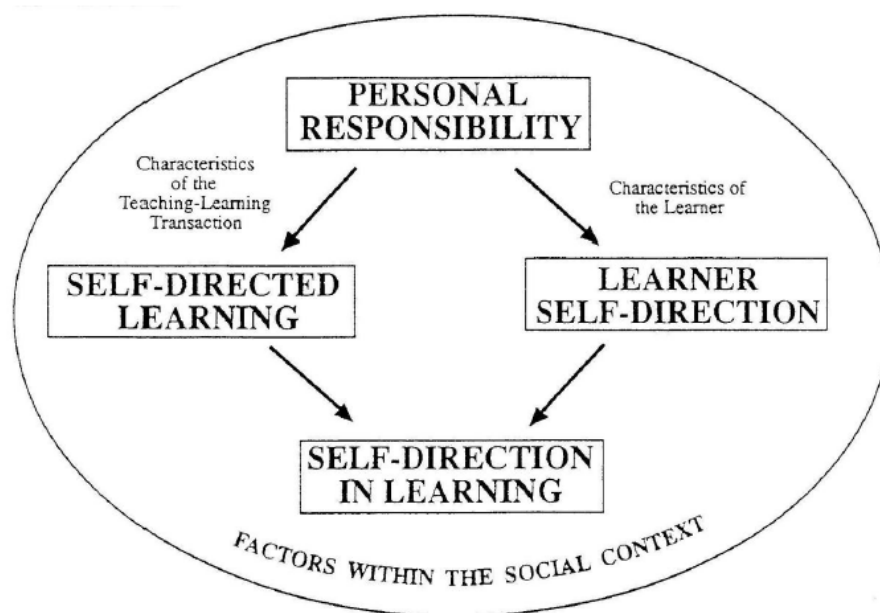 PERSONAL
RESPONSIBILITY
Characteristics
of the
Teaching-Learning
Transaction
Characteristics of
the Learner
SELF-DIRECTED
LEARNING
LEARNER
SELF-DIRECTION
SELF-DIRECTION
IN LEARNING
FACTORS WITHIN THE SOCIAL CONTEXT